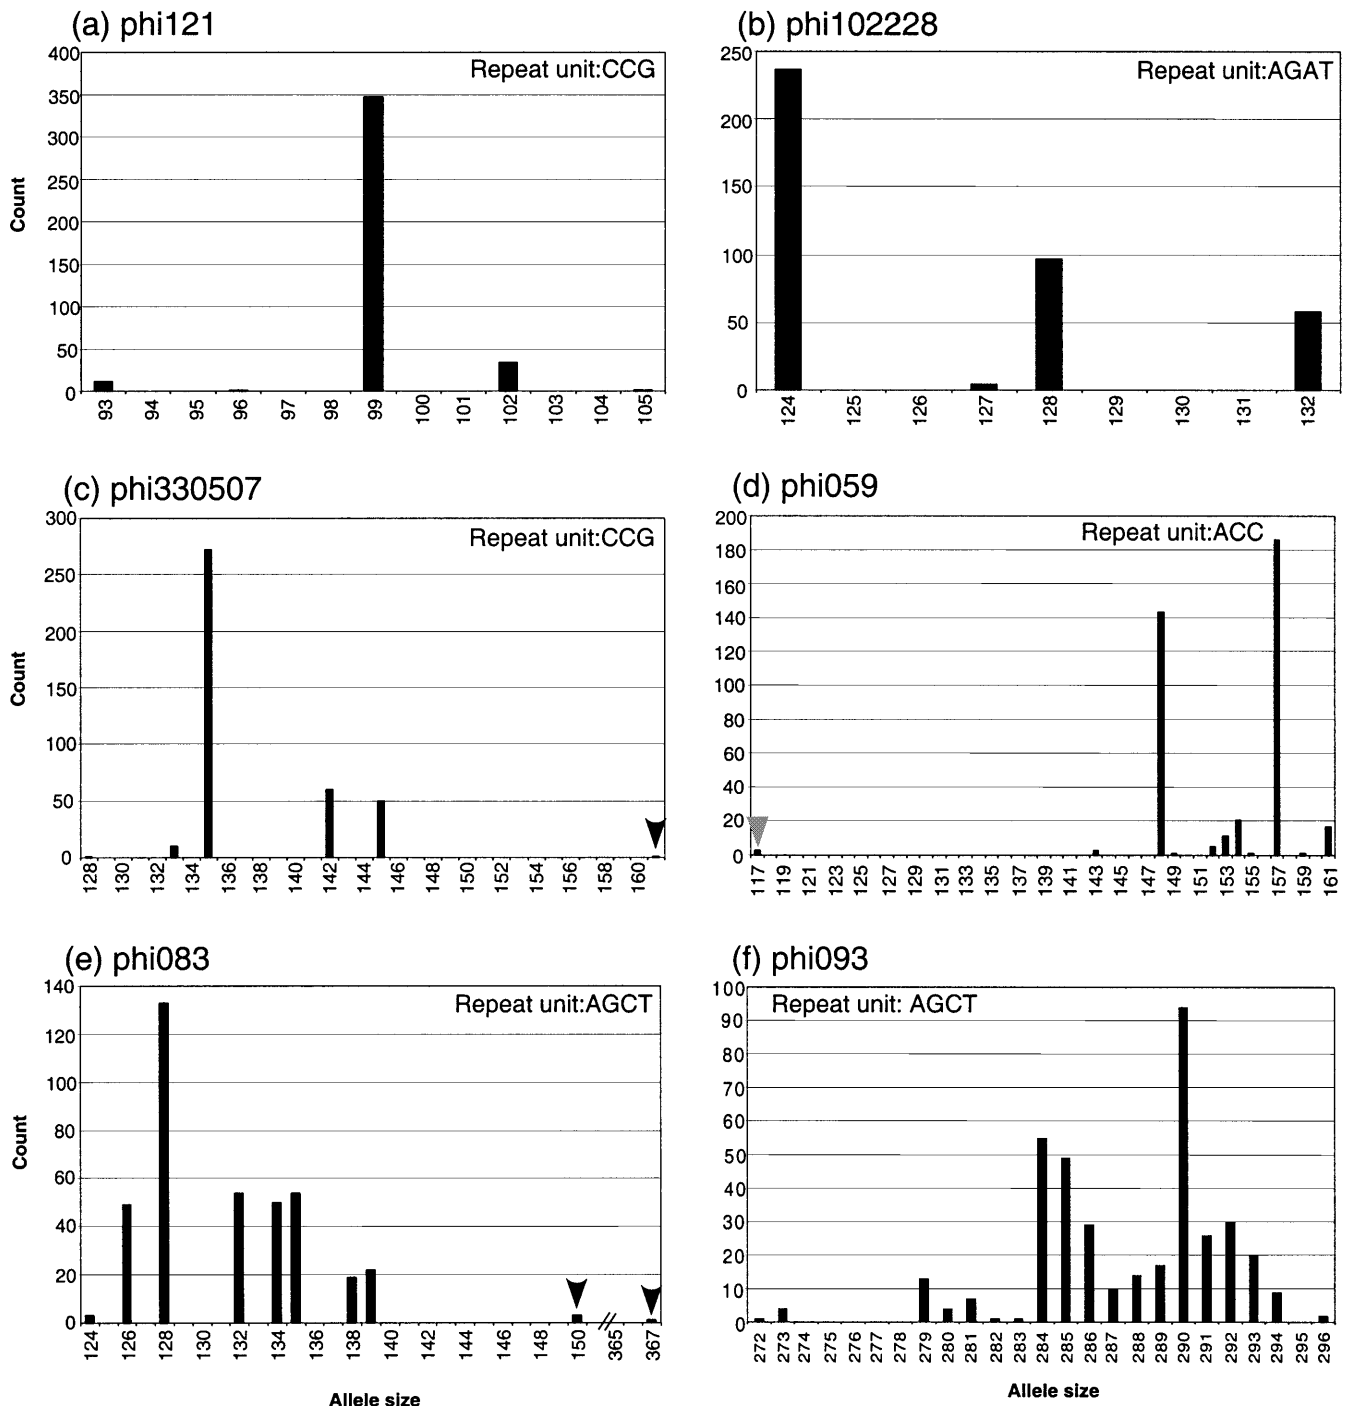 (a) phi121
Repeat unit:CCG
Count
400
350
300
250
200
150
100
50
0
93 94 95 96 97 98 99 100 101 102 103 104 105
(b) phi102228
Repeat unit:AGAT
250
200
150
100
50
0
124 125 126 127 128 129 130 131 132
(c) phi330507
Repeat unit:CCG
Count
300
250
200
150
100
50
0
128 130 132 134 136 138 140 142 144 146 148 150 152 154 156 158 160
(d) phi059
Repeat unit:ACC
200
180
160
140
120
100
80
60
40
20
0
117 119 121 123 125 127 129 131 133 135 137 139 141 143 145 147 149 151 153 155 157 159 161
(e) phi083
Repeat unit:AGCT
Count
140
120
100
80
60
40
20
0
124 126 128 130 132 134 136 138 140 142 144 146 148 150 365 367
Allele size
(f) phi093
Repeat unit: AGCT
100
90
80
70
60
50
40
30
20
10
0
272 273 274 275 276 277 278 279 280 281 282 283 284 285 286 287 288 289 290 291 292 293 294 295 296
Allele size